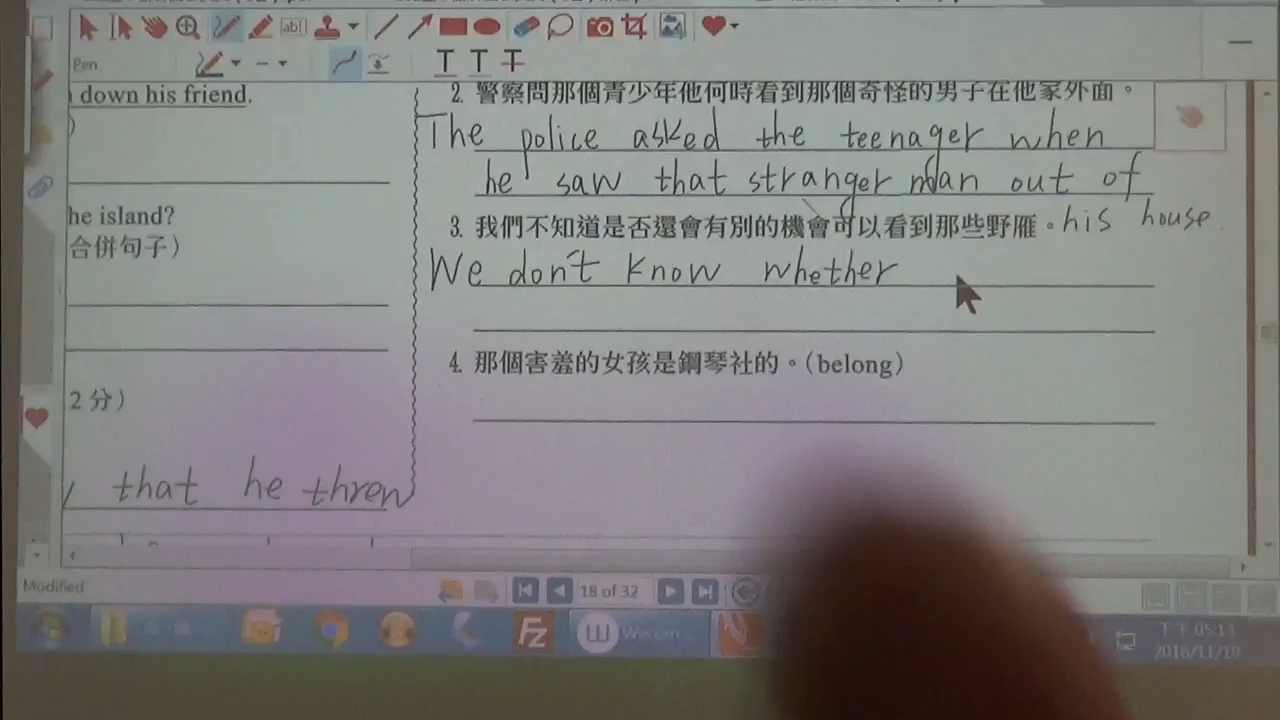 Pen
down his friend.
he island?
合併句子）
2 分）
that he threw
2. 警察問那個青少年他何時看到那個奇怪的男子在他家外面。
The police asked the teenager when
he saw that stranger man out of
his house.
3. 我們不知道是否還會有別的機會可以看到那些野雁。
We don't know whether
4. 那個害羞的女孩是鋼琴社的。(belong)
Modified
18 of 32
下午 05:13
2016/11/19